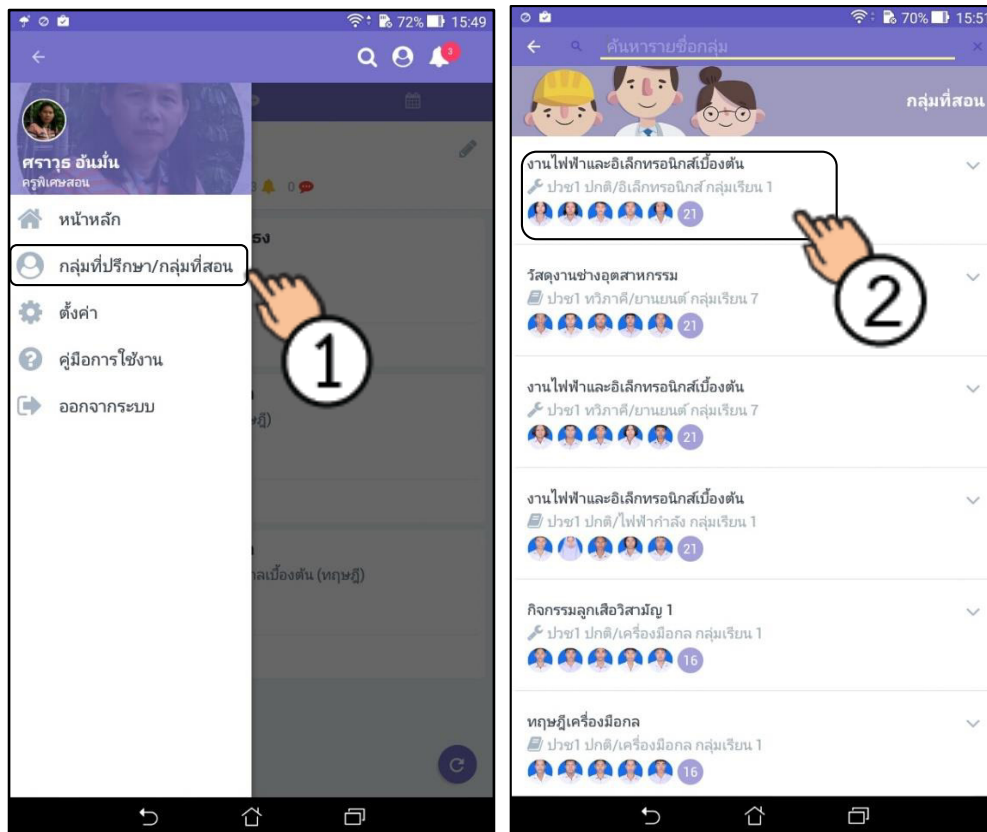 72% 15:49
3
ศราวุธ อ้นมั่น
ครูพิเศษสอน
3 0
หน้าหลัก
กลุ่มที่ปรึกษา/กลุ่มที่สอน
ตั้งค่า
คู่มือการใช้งาน
ออกจากระบบ
1
(ทฤษฎี)
70% 15:51
ค้นหารายชื่อกลุ่ม
กลุ่มที่สอน
งานไฟฟ้าและอิเล็กทรอนิกส์เบื้องต้น
ปวช1 ปกติ/อิเล็กทรอนิกส์ กลุ่มเรียน 1
21
2
วัสดุงานช่างอุตสาหกรรม
ปวช1 ทวิภาคี/ยานยนต์ กลุ่มเรียน 7
21
งานไฟฟ้าและอิเล็กทรอนิกส์เบื้องต้น
ปวช1 ทวิภาคี/ยานยนต์ กลุ่มเรียน 7
21
งานไฟฟ้าและอิเล็กทรอนิกส์เบื้องต้น
ปวช1 ปกติ/ไฟฟ้ากำลัง กลุ่มเรียน 1
21
กิจกรรมลูกเสือวิสามัญ 1
ปวช1 ปกติ/เครื่องมือกล กลุ่มเรียน 1
16
ทฤษฎีเครื่องมือกล
ปวช1 ปกติ/เครื่องมือกล กลุ่มเรียน 1
16